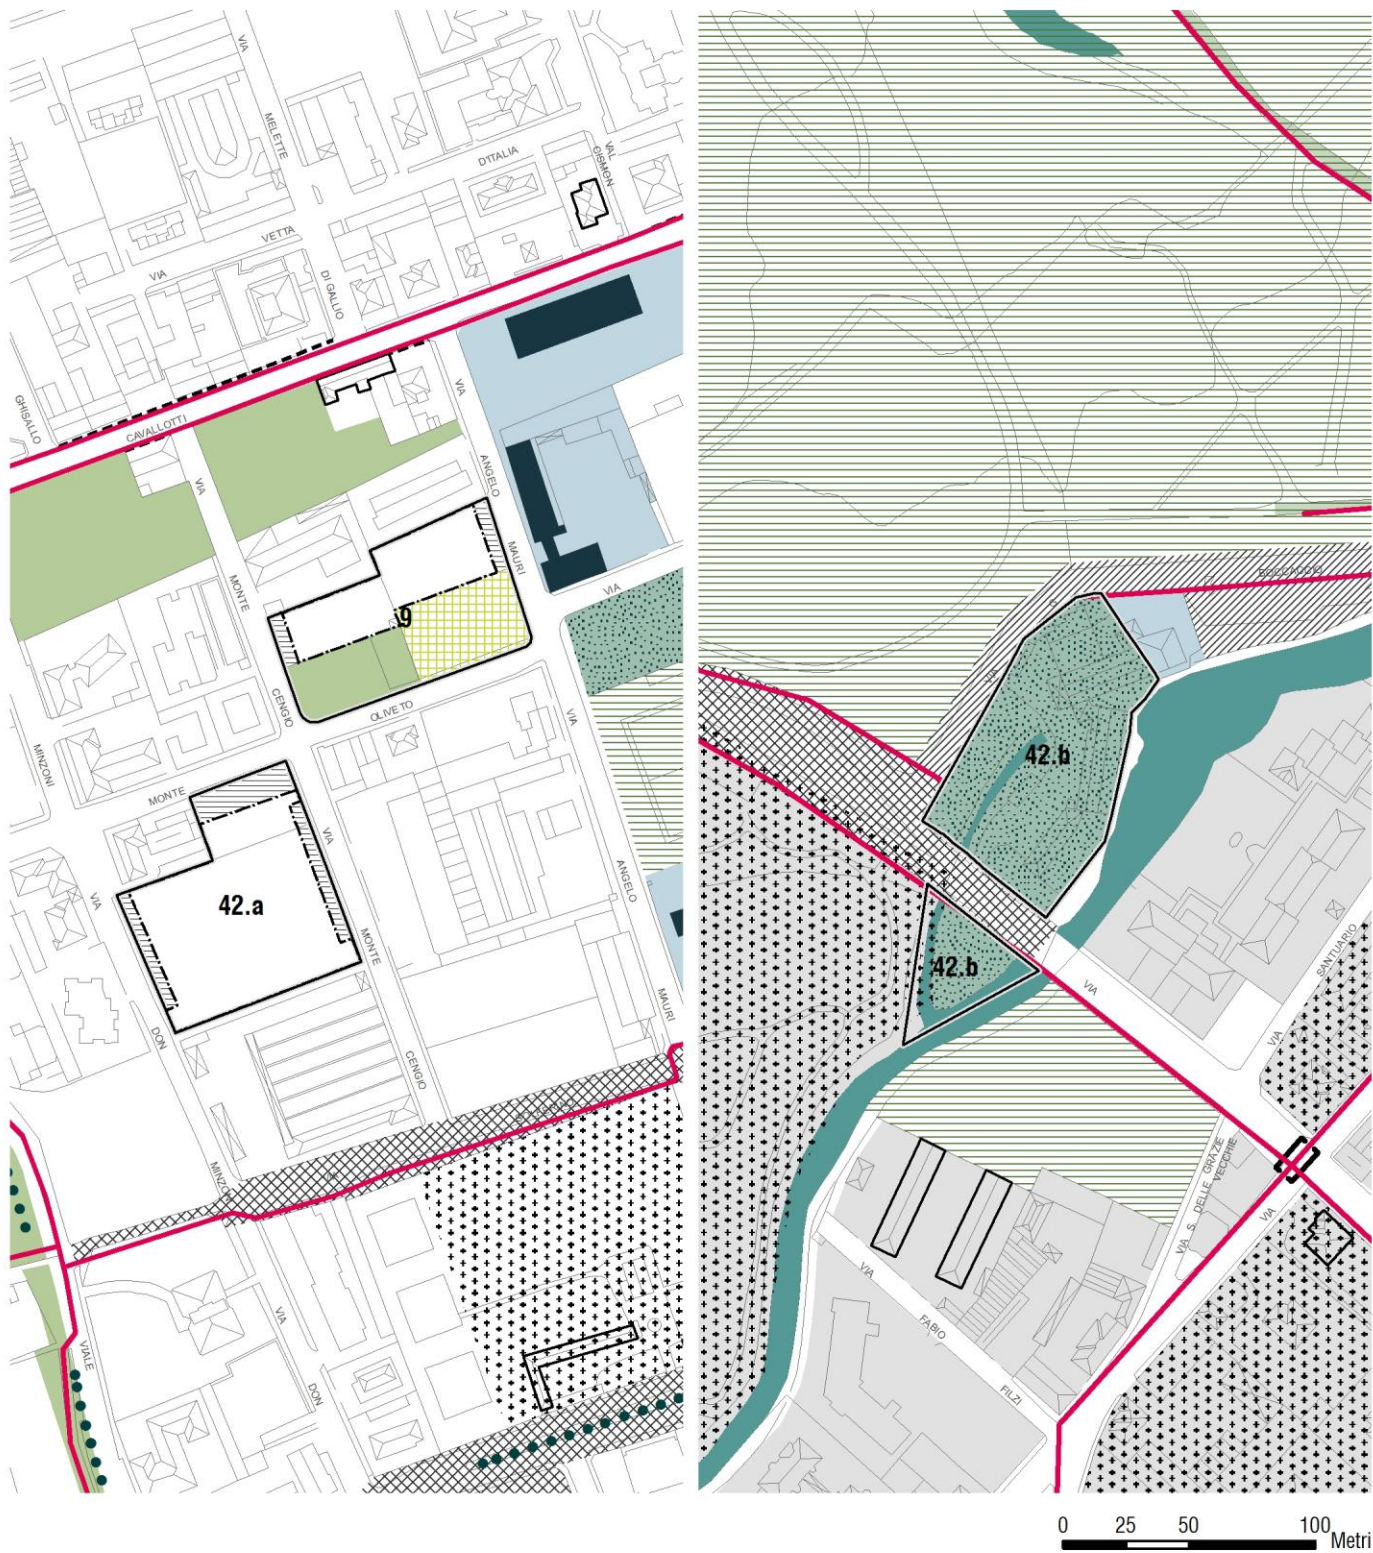 VIA
MELETTE
DI GALLIO
D'ITALIA
VAL
CISMON
VETTA
VIA
GHISALLO
CAVALLOTTI
VIA
MONTE
CENGIO
VIA
ANGELO
MAURI
VIA
9
OLIVETO
MONTE
MINZONI
VIA
VIA
42.a
VIA
MONTE
CENGIO
ANGELO
MAURI
DON
MINZONI
VIALE
VIA
DON
BOCCACCIO
VIA
42.b
42.b
VIA
SANTUARIO
VIA
VIA S. DELLE GRAZIE
VECCHIE
VIA
VIA
FABIO
FILZI
0 25 50 100 Metri